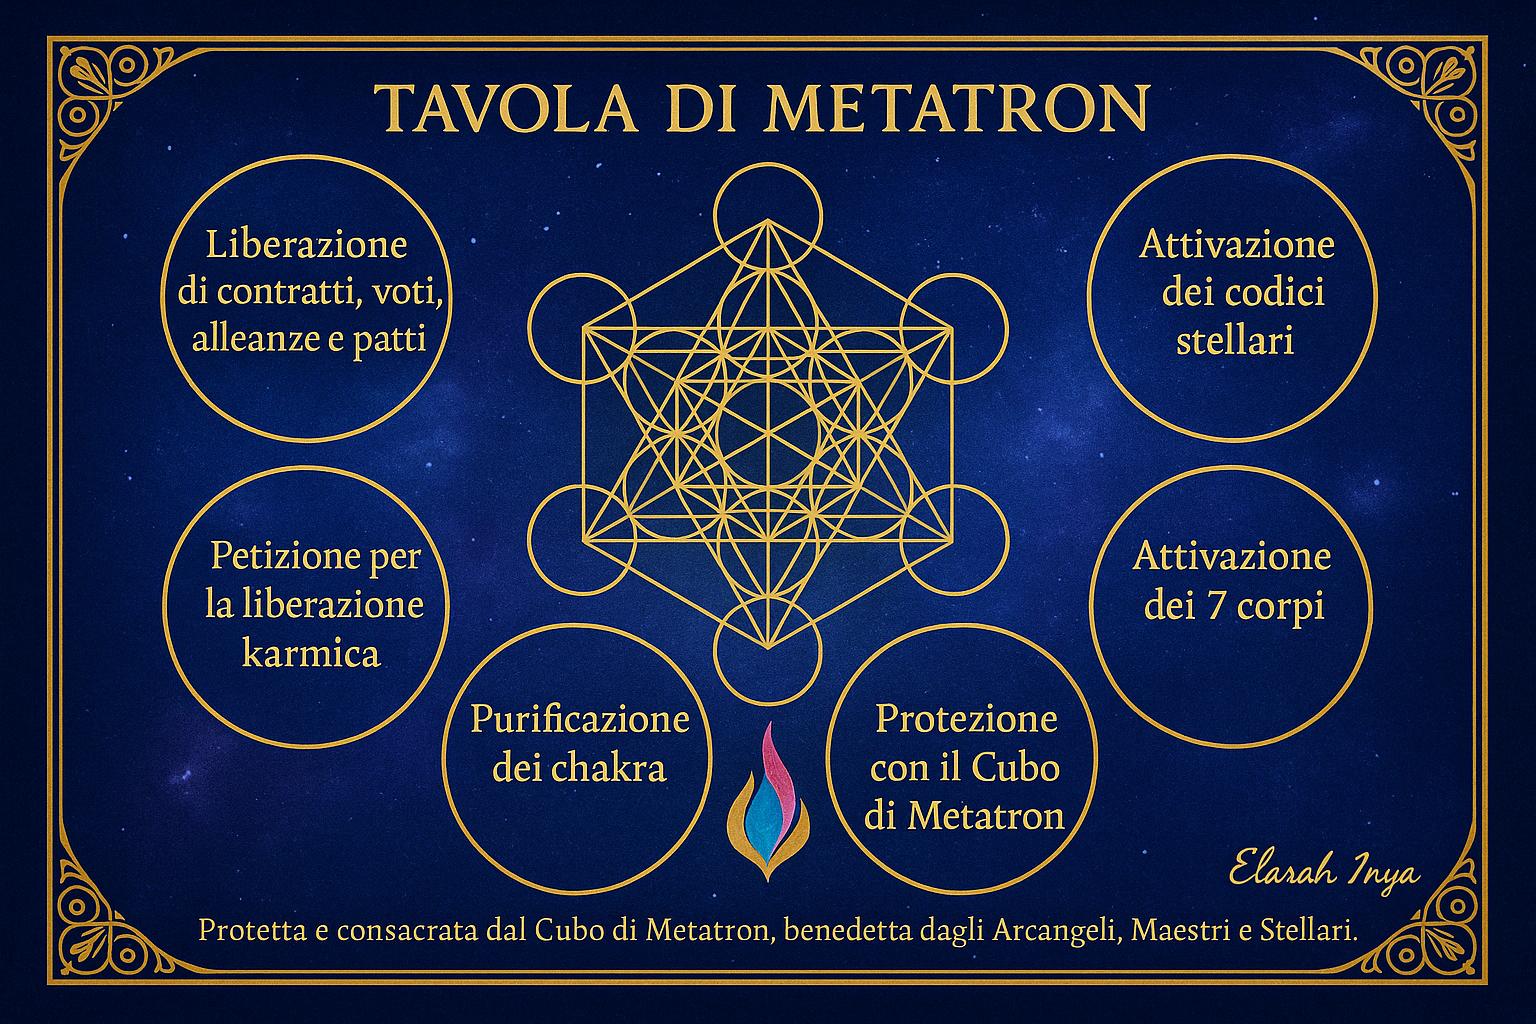 TAVOLA DI METATRON
Liberazione
di contratti, voti,
alleanze e patti
Attivazione
dei codici
stellari
Petizione per
la liberazione
karmica
Attivazione
dei 7 corpi
Purificazione
dei chakra
Protezione
con il Cubo
di Metatron
Elarah Inya
Protetta e consacrata dal Cubo di Metatron, benedetta dagli Arcangeli, Maestri e Stellari.